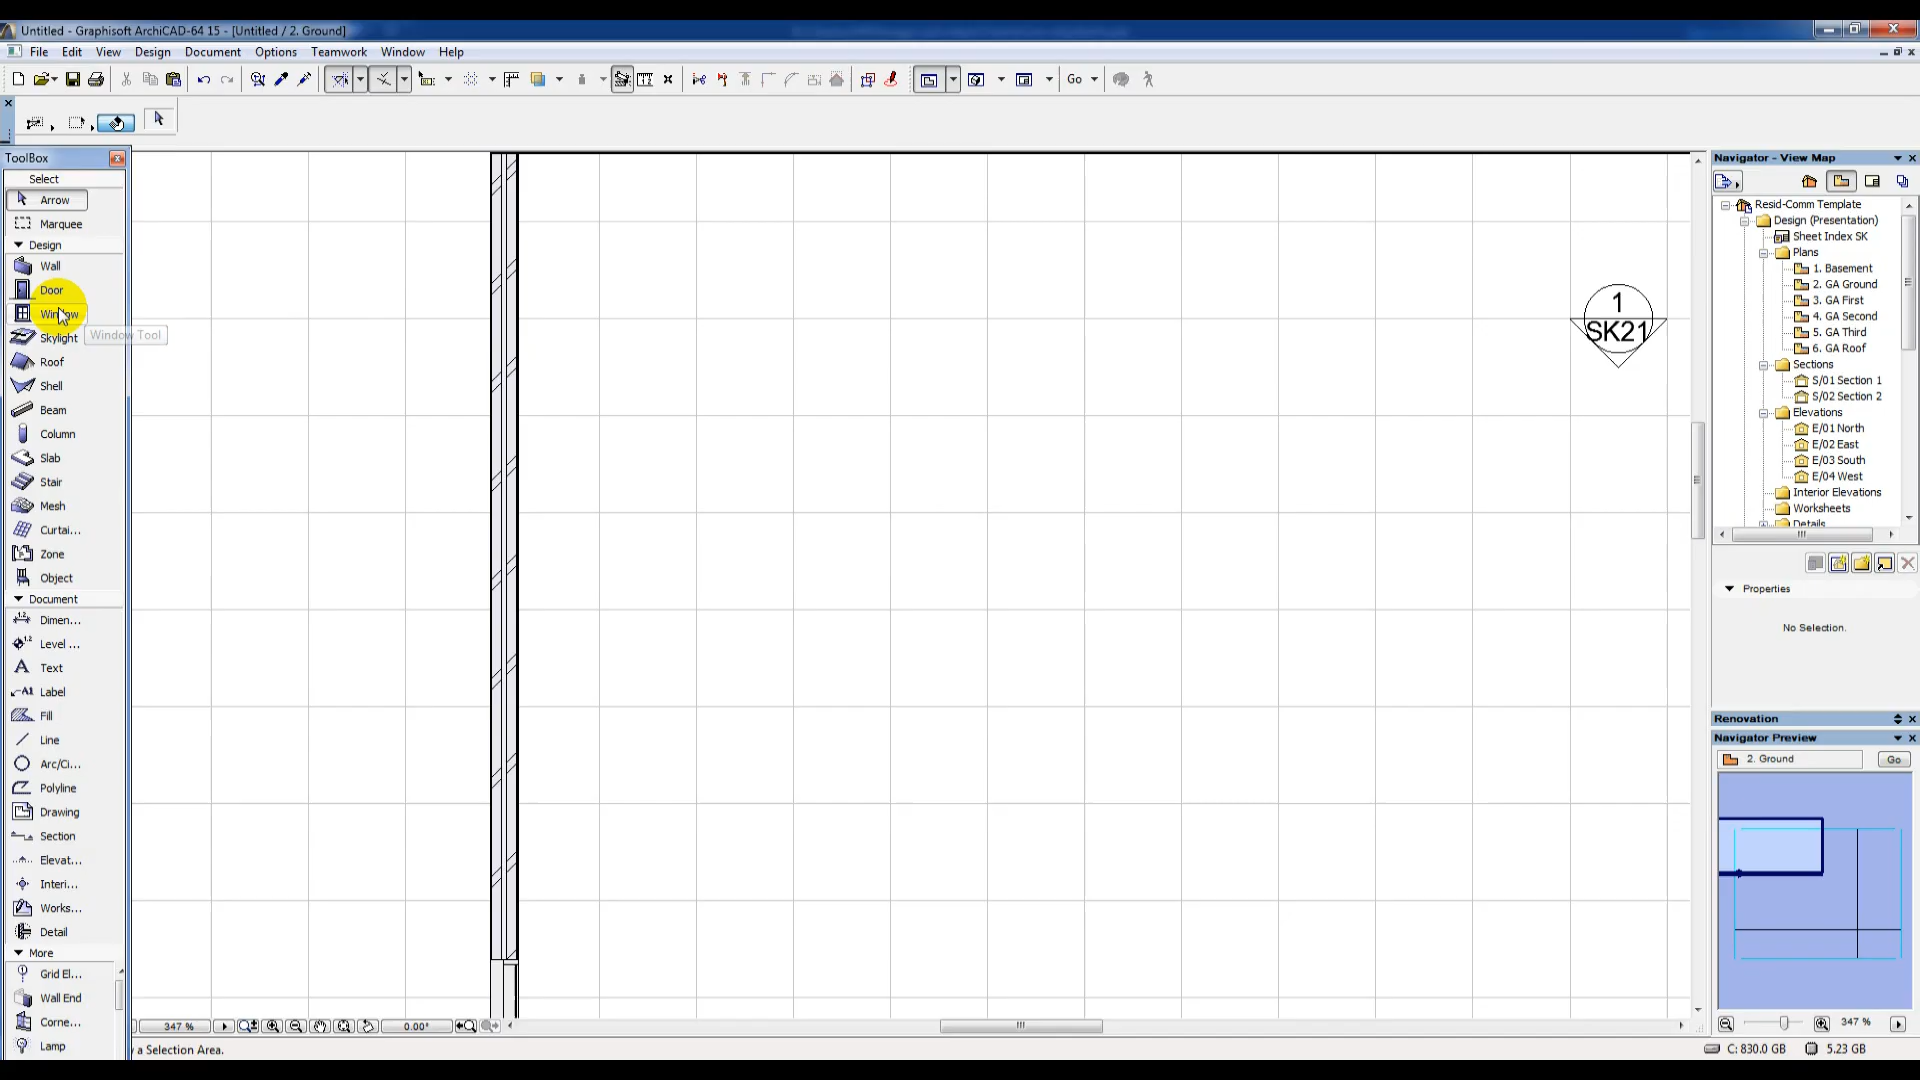 Untitled - Graphisoft ArchiCAD-64 15 - [Untitled / 2. Ground]
File Edit View Design Document Options Teamwork Window Help
Go
ToolBox
Select
Arrow
Marquee
Design
Wall
Door
Window
Window Tool
Skylight
Roof
Shell
Beam
Column
Slab
Stair
Mesh
Curtai...
Zone
Object
Document
Dimen...
Level ...
Text
Label
Fill
Line
Arc/Ci...
Polyline
Drawing
Section
Elevat...
Interi...
Works...
Detail
More
Grid El...
Wall End
Corne...
Lamp
1
SK21
347 %
0.00°
a Selection Area.
Navigator - View Map
Resid-Comm Template
Design (Presentation)
Sheet Index SK
Plans
1. Basement
2. GA Ground
3. GA First
4. GA Second
5. GA Third
6. GA Roof
Sections
S/01 Section 1
S/02 Section 2
Elevations
E/01 North
E/02 East
E/03 South
E/04 West
Interior Elevations
Worksheets
Details
Properties
No Selection.
Renovation
Navigator Preview
2. Ground
Go
347 %
C: 830.0 GB
5.23 GB